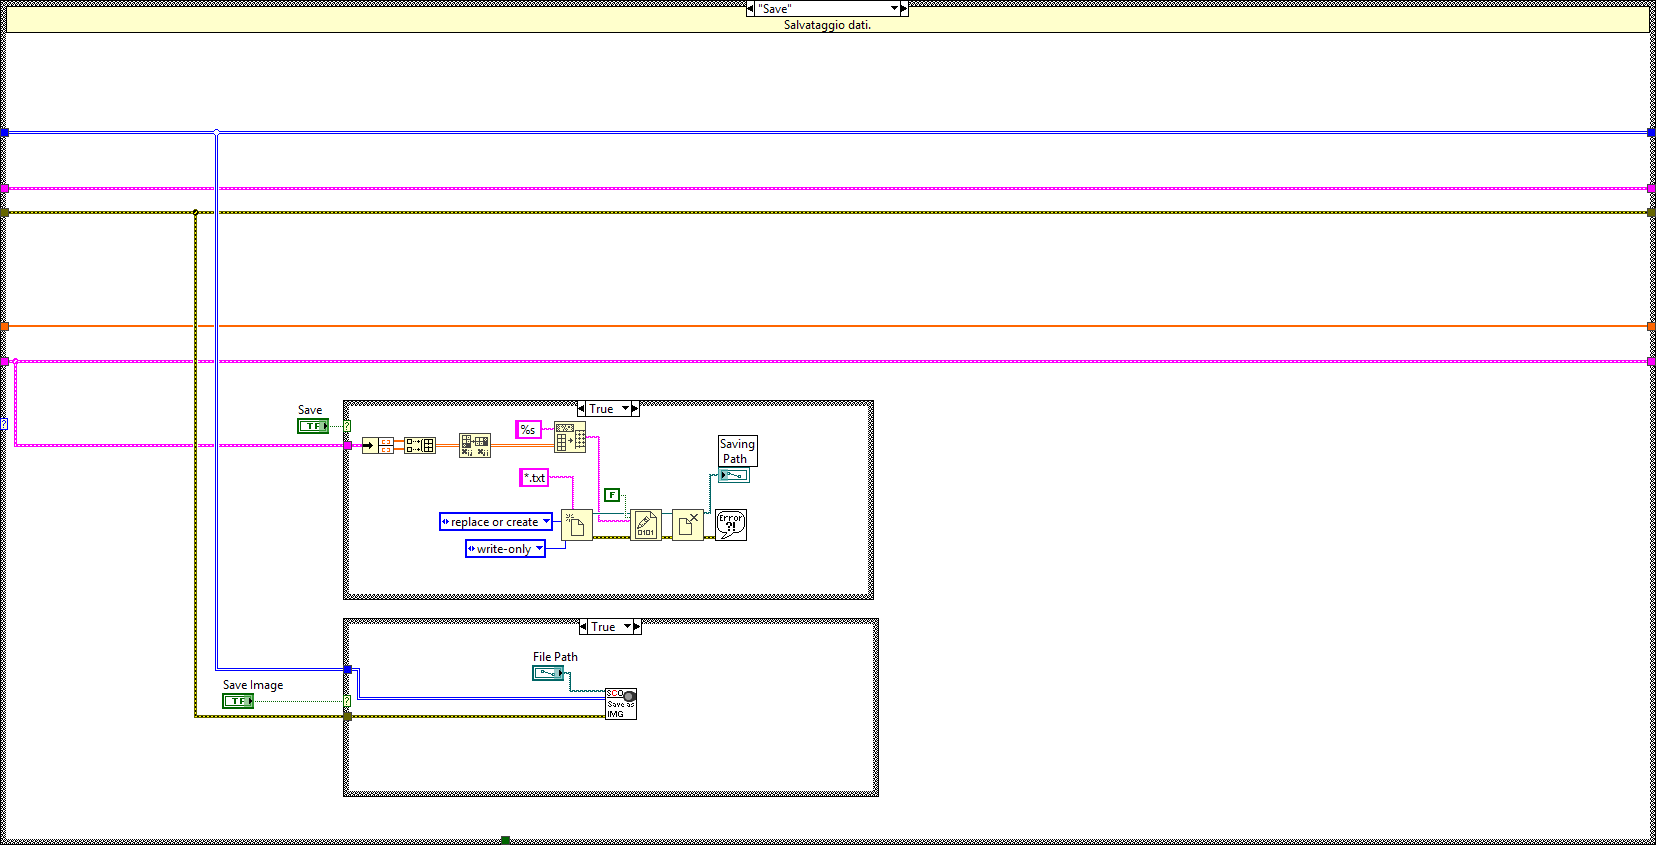 "Save"
Salvataggio dati.
Save
TF
?
True
%s
%s
*.txt
F
Saving
Path
replace or create
write-only
0101
Error
?!
?
True
File Path
Save Image
TF
?
SCO
Save as
IMG